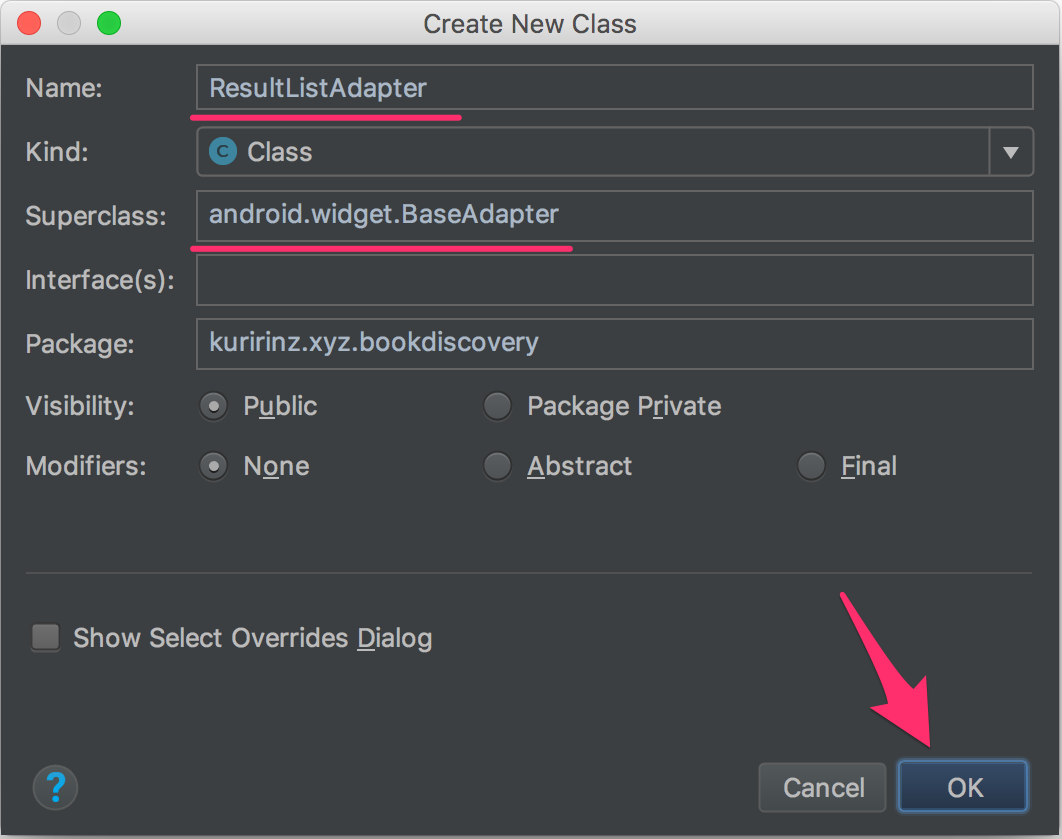 Create New Class
Name: ResultListAdapter
Kind: C Class
Superclass: android.widget.BaseAdapter
Interface(s):
Package: kuririnz.xyz.bookdiscovery
Visibility: Public Package Private
Modifiers: None Abstract Final
Show Select Overrides Dialog
? Cancel OK